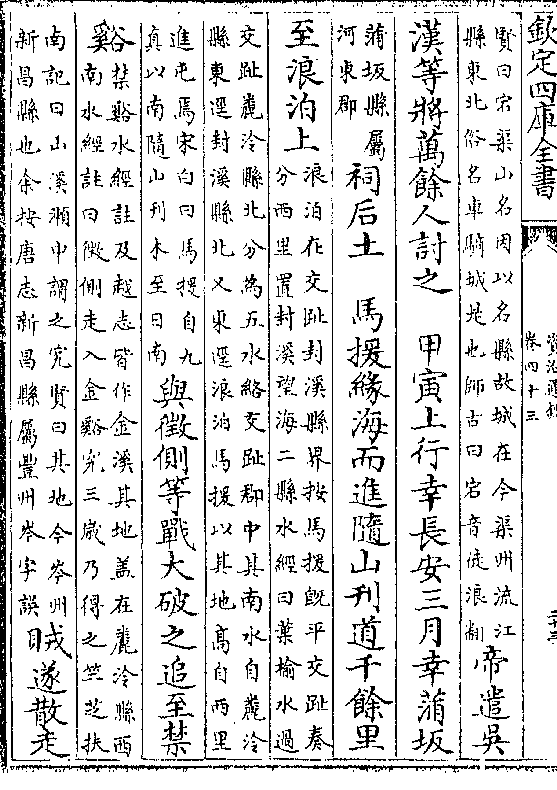 欽定四庫全書
資治通鑑
卷四十三
賢曰宕渠山名因以名縣故城在今渠州流江
縣東北俗名車騎城是也師古曰宕音徒浪翻
帝遣吳
漢等將萬餘人討之 甲寅上行幸長安三月幸蒲坂
蒲坂縣屬
河東郡
祠后土 馬援緣海而進隨山刋道千餘里
至浪泊上
浪泊在交趾封溪縣界按馬援旣平交趾奏
分西里置封溪望海二縣水經曰葉榆水過
交趾麊泠縣北分為五水絡交趾郡中其南水自麊泠
縣東逕封溪縣北又東逕浪泊馬援以其地高自西里
進屯焉宋白曰馬援自九
真以南隨山刋木至日南
與徵側等戰大破之追至禁
谿
禁谿水經註及越志皆作金溪其地蓋在麊泠縣西
南水經註曰徵側走入金谿究三歲乃得之竺芝扶
南記曰山溪瀨中謂之究賢曰其地今岑州
新昌縣也余按唐志新昌縣屬豐州岑字誤
賊遂散走